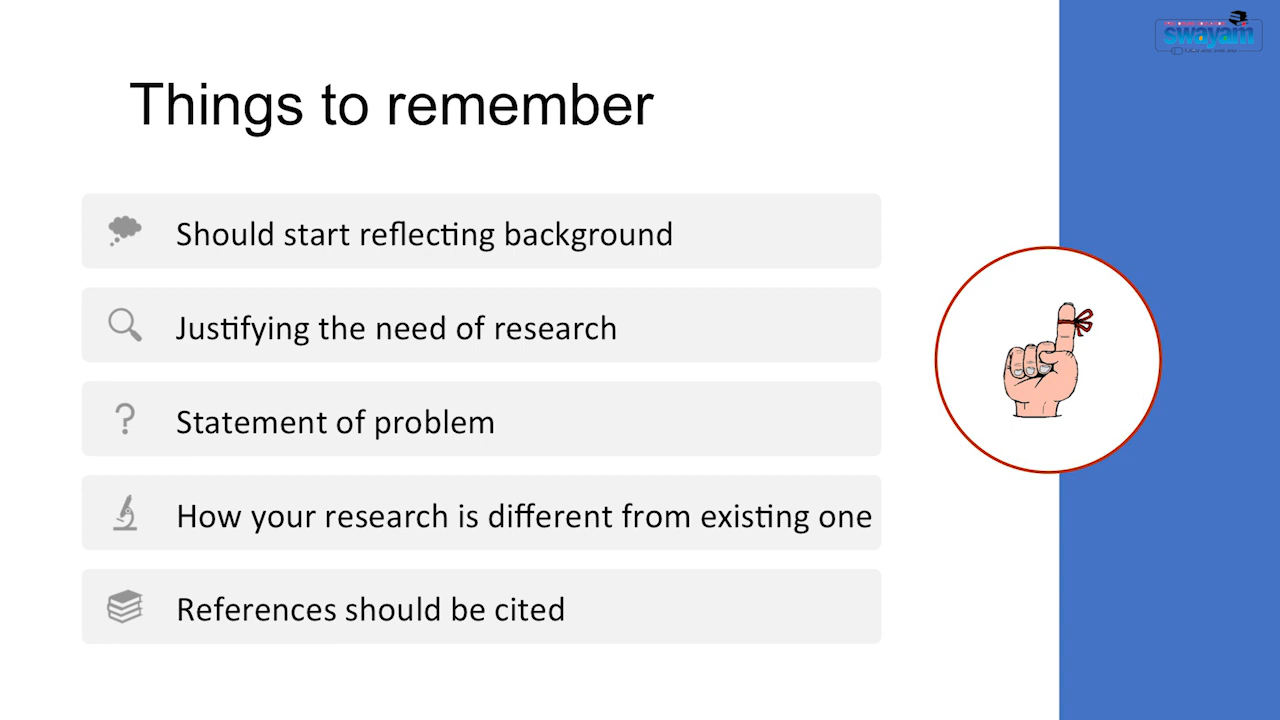 swayam
Things to remember
Should start reflecting background
Justifying the need of research
Statement of problem
How your research is different from existing one
References should be cited